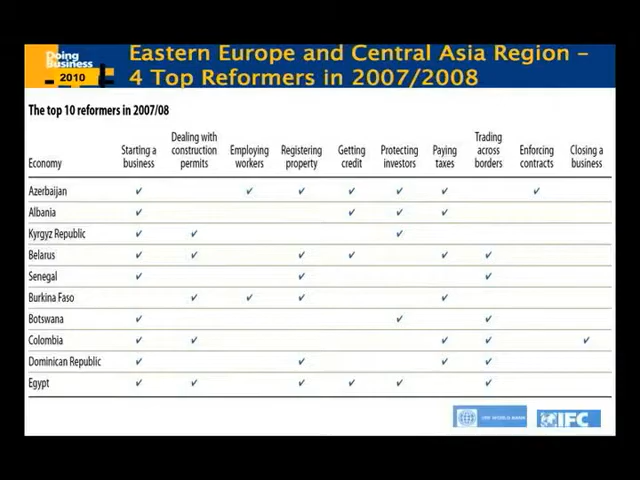 Doing
Business
2010
Eastern Europe and Central Asia Region –
4 Top Reformers in 2007/2008
The top 10 reformers in 2007/08
Economy Starting a business Dealing with construction permits Employing workers Registering property Getting credit Protecting investors Paying taxes Trading across borders Enforcing contracts Closing a business
Azerbaijan ✓ ✓ ✓ ✓ ✓ ✓ ✓
Albania ✓ ✓ ✓ ✓
Kyrgyz Republic ✓ ✓ ✓
Belarus ✓ ✓ ✓ ✓ ✓ ✓
Senegal ✓ ✓ ✓
Burkina Faso ✓ ✓ ✓ ✓
Botswana ✓ ✓ ✓
Colombia ✓ ✓ ✓ ✓ ✓
Dominican Republic ✓ ✓ ✓ ✓
Egypt ✓ ✓ ✓ ✓ ✓ ✓
THE WORLD BANK
IFC